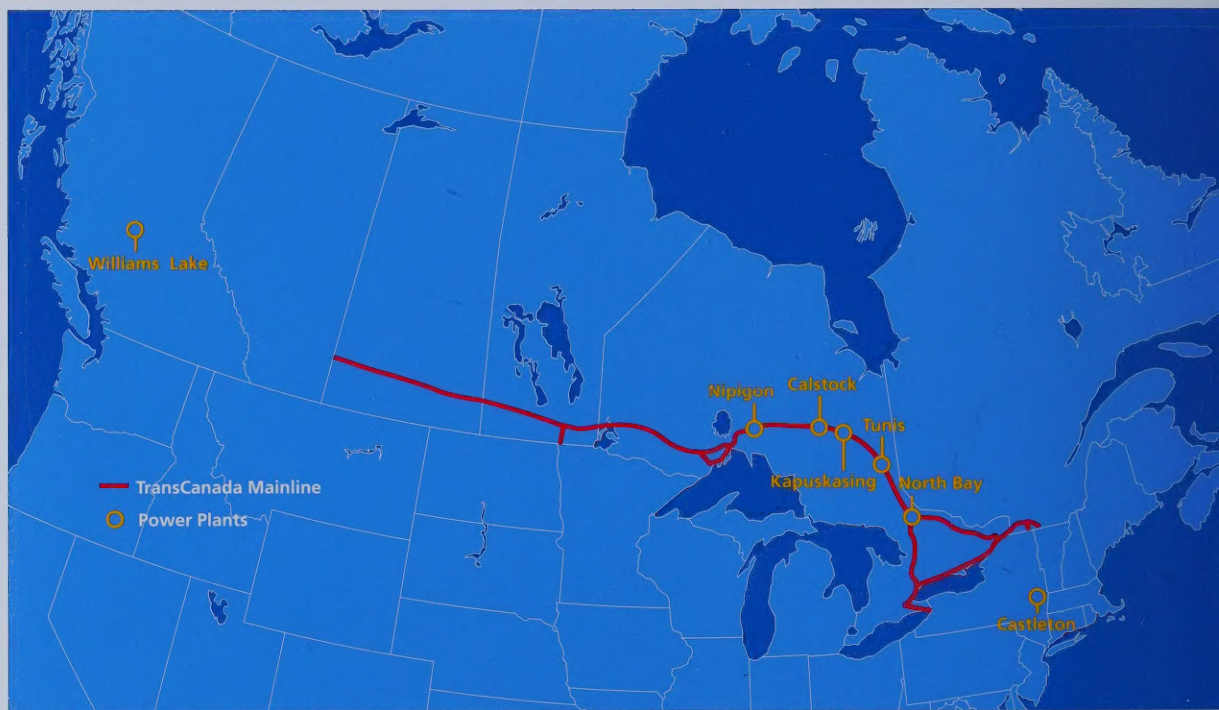 Williams Lake
Nipigon
Calstock
Tunis
Kapuskasing
North Bay
TransCanada Mainline
Power Plants
Castleton